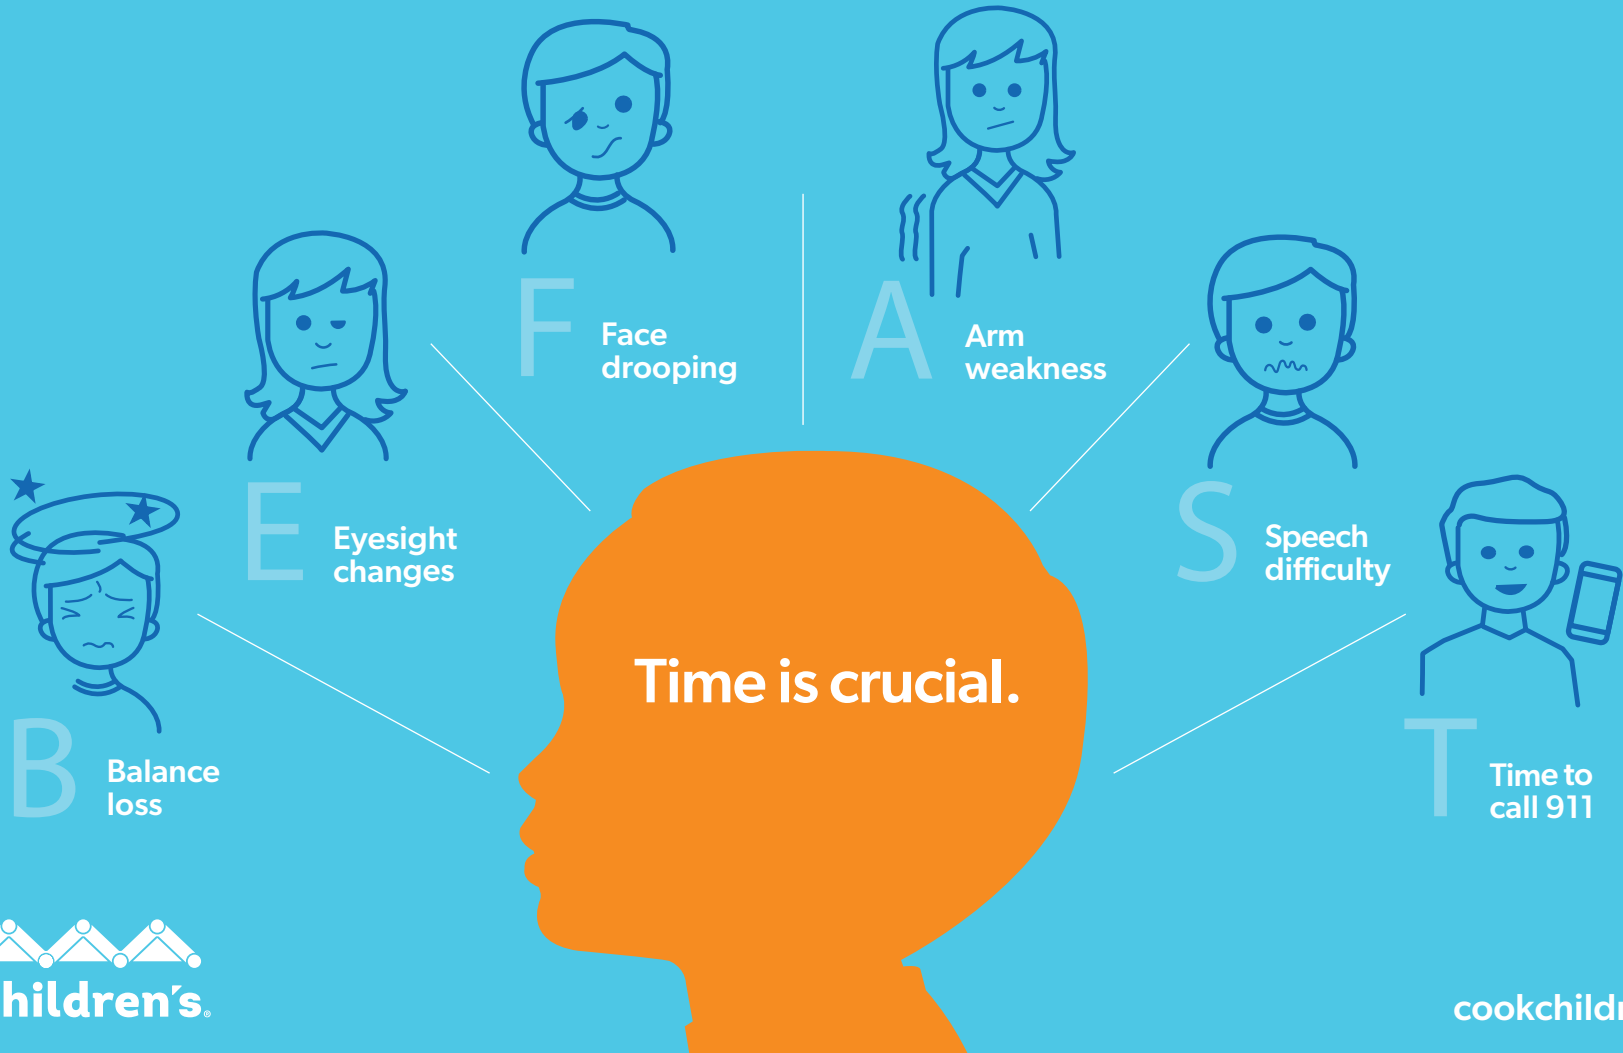 B
Balance
loss
E
Eyesight
changes
F
Face
drooping
A
Arm
weakness
S
Speech
difficulty
T
Time to
call 911
Time is crucial.
hildren's®
cookchildr